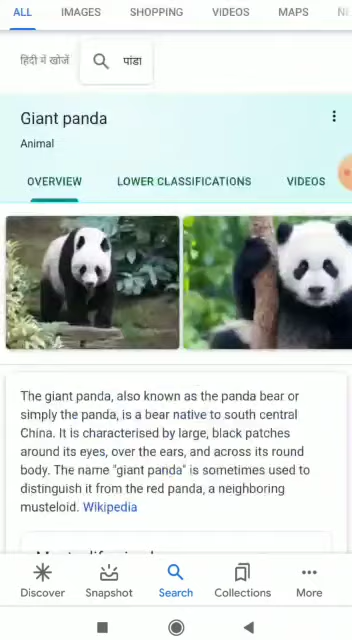 ALL IMAGES SHOPPING VIDEOS MAPS
हिंदी में खोजें पांडा
Giant panda
Animal
OVERVIEW LOWER CLASSIFICATIONS VIDEOS
The giant panda, also known as the panda bear or
simply the panda, is a bear native to south central
China. It is characterised by large, black patches
around its eyes, over the ears, and across its round
body. The name "giant panda" is sometimes used to
distinguish it from the red panda, a neighboring
musteloid. Wikipedia
Discover Snapshot Search Collections More